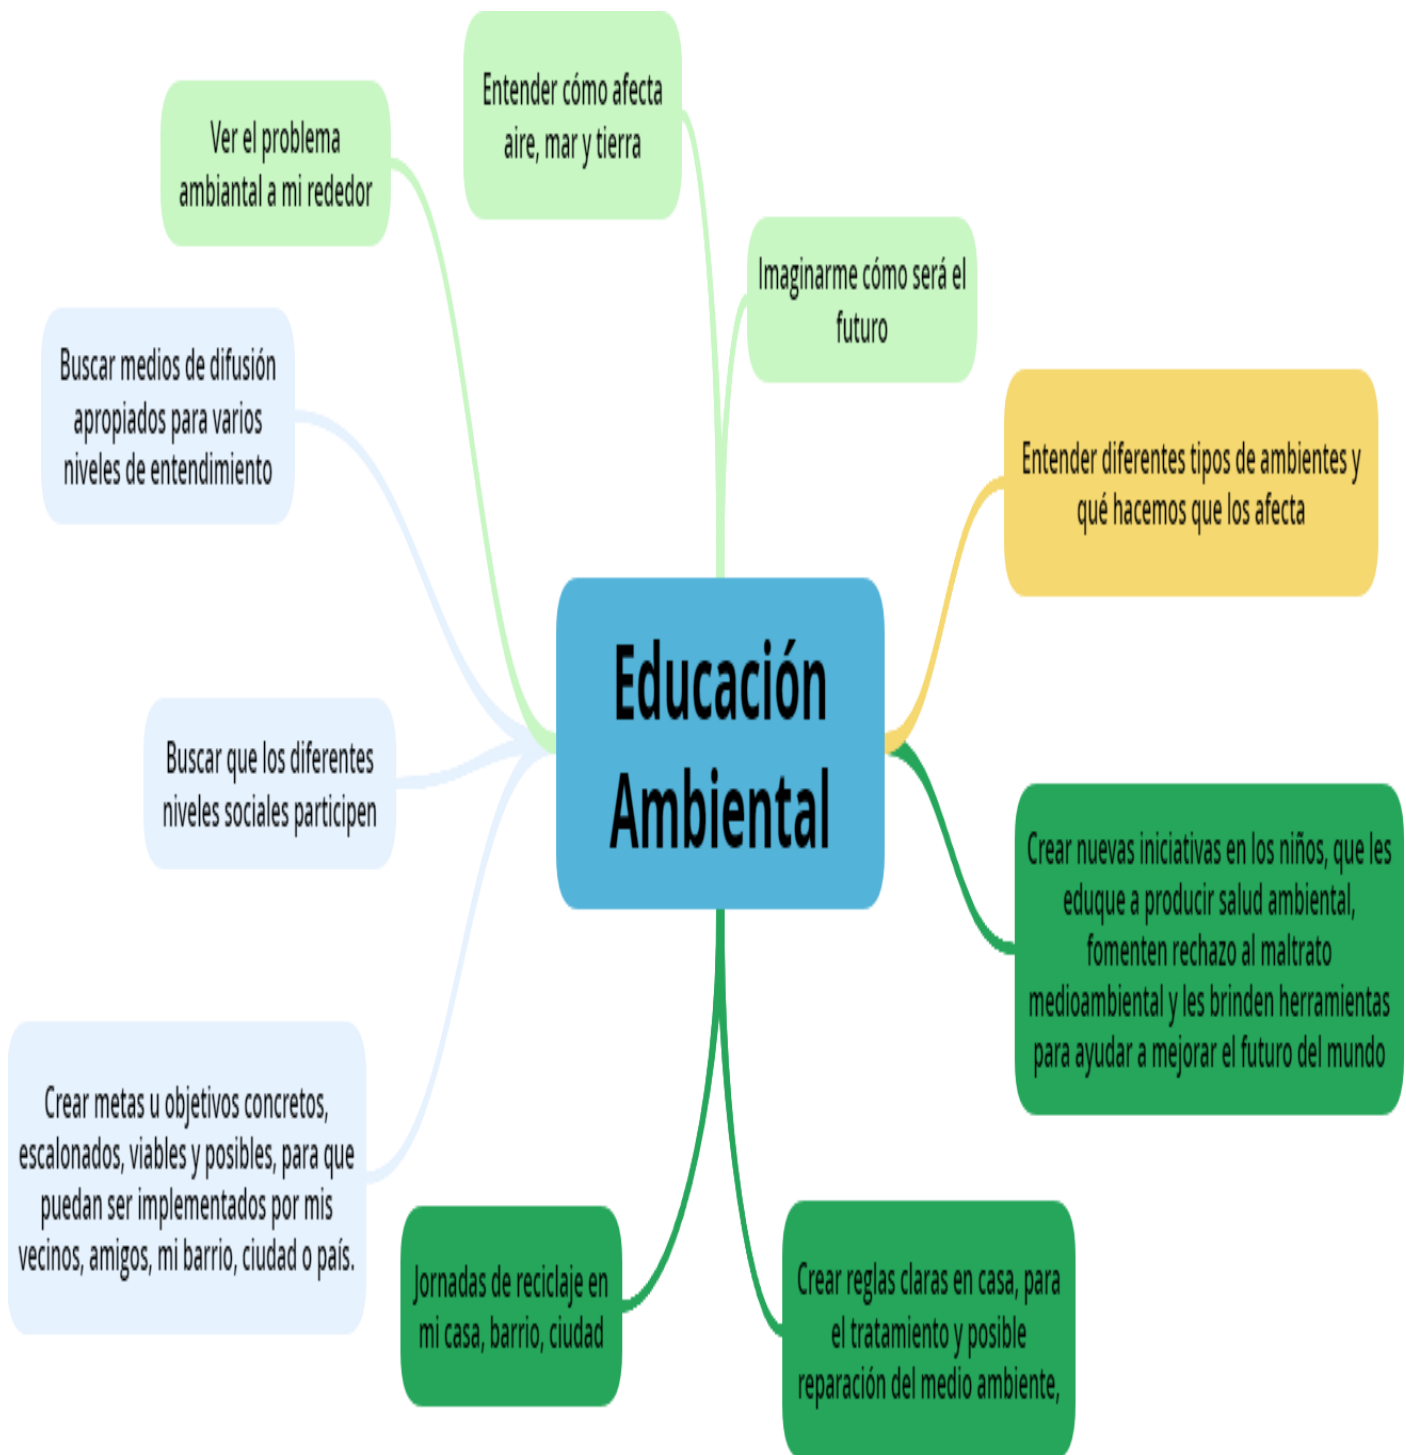 Entender cómo afecta
aire, mar y tierra
Ver el problema
ambiantal a mi rededor
Imaginarme cómo será el
futuro
Buscar medios de difusión
apropiados para varios
niveles de entendimiento
Entender diferentes tipos de ambientes y
qué hacemos que los afecta
Educación
Ambiental
Buscar que los diferentes
niveles sociales participen
Crear nuevas iniciativas en los niños, que les
eduque a producir salud ambiental,
fomenten rechazo al maltrato
medioambiental y les brinden herramientas
para ayudar a mejorar el futuro del mundo
Crear metas u objetivos concretos,
escalonados, viables y posibles, para que
puedan ser implementados por mis
vecinos, amigos, mi barrio, ciudad o país.
Jornadas de reciclaje en
mi casa, barrio, ciudad
Crear reglas claras en casa, para
el tratamiento y posible
reparación del medio ambiente,